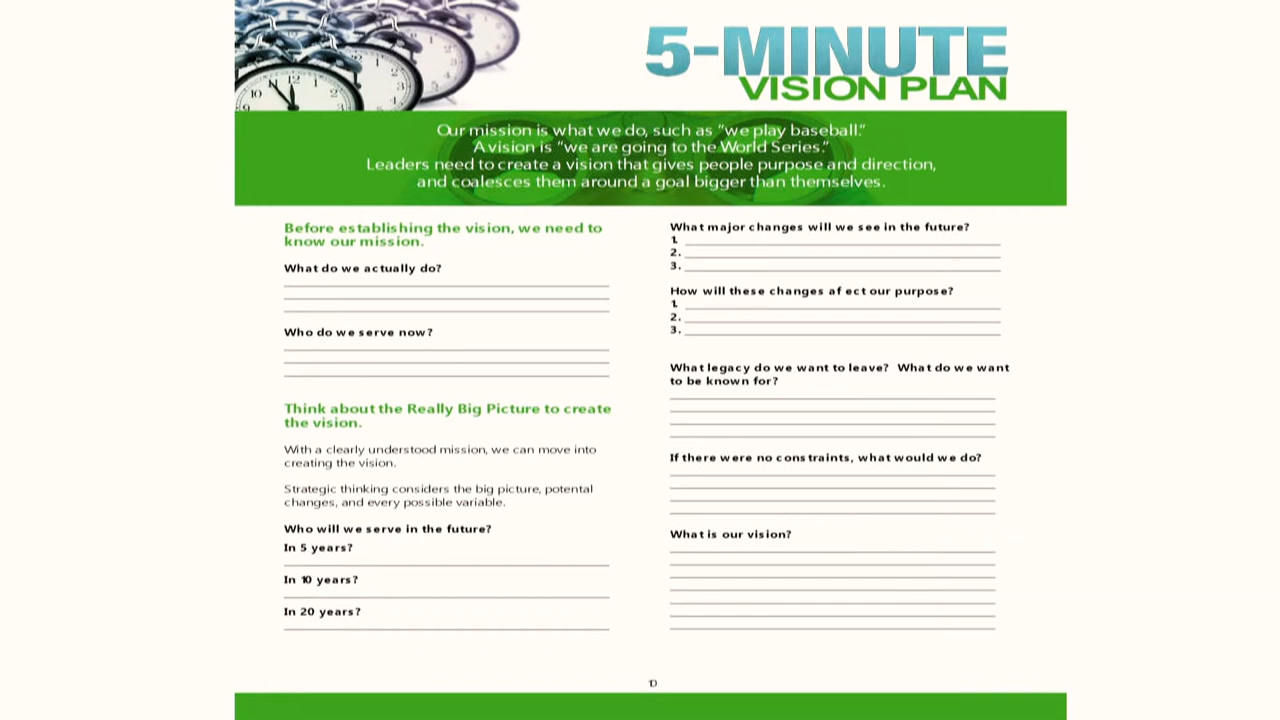 5-MINUTE
VISION PLAN
Our mission is what we do, such as "we play baseball."
A vision is "we are going to the World Series."
Leaders need to create a vision that gives people purpose and direction,
and coalesces them around a goal bigger than themselves.
Before establishing the vision, we need to
know our mission.
What do we actually do?
Who do we serve now?
Think about the Really Big Picture to create
the vision.
With a clearly understood mission, we can move into
creating the vision.
Strategic thinking considers the big picture, potental
changes, and every possible variable.
Who will we serve in the future?
In 5 years?
In 10 years?
In 20 years?
What major changes will we see in the future?
1.
2.
3.
How will these changes af ect our purpose?
1.
2.
3.
What legacy do we want to leave? What do we want
to be known for?
If there were no constraints, what would we do?
What is our vision?